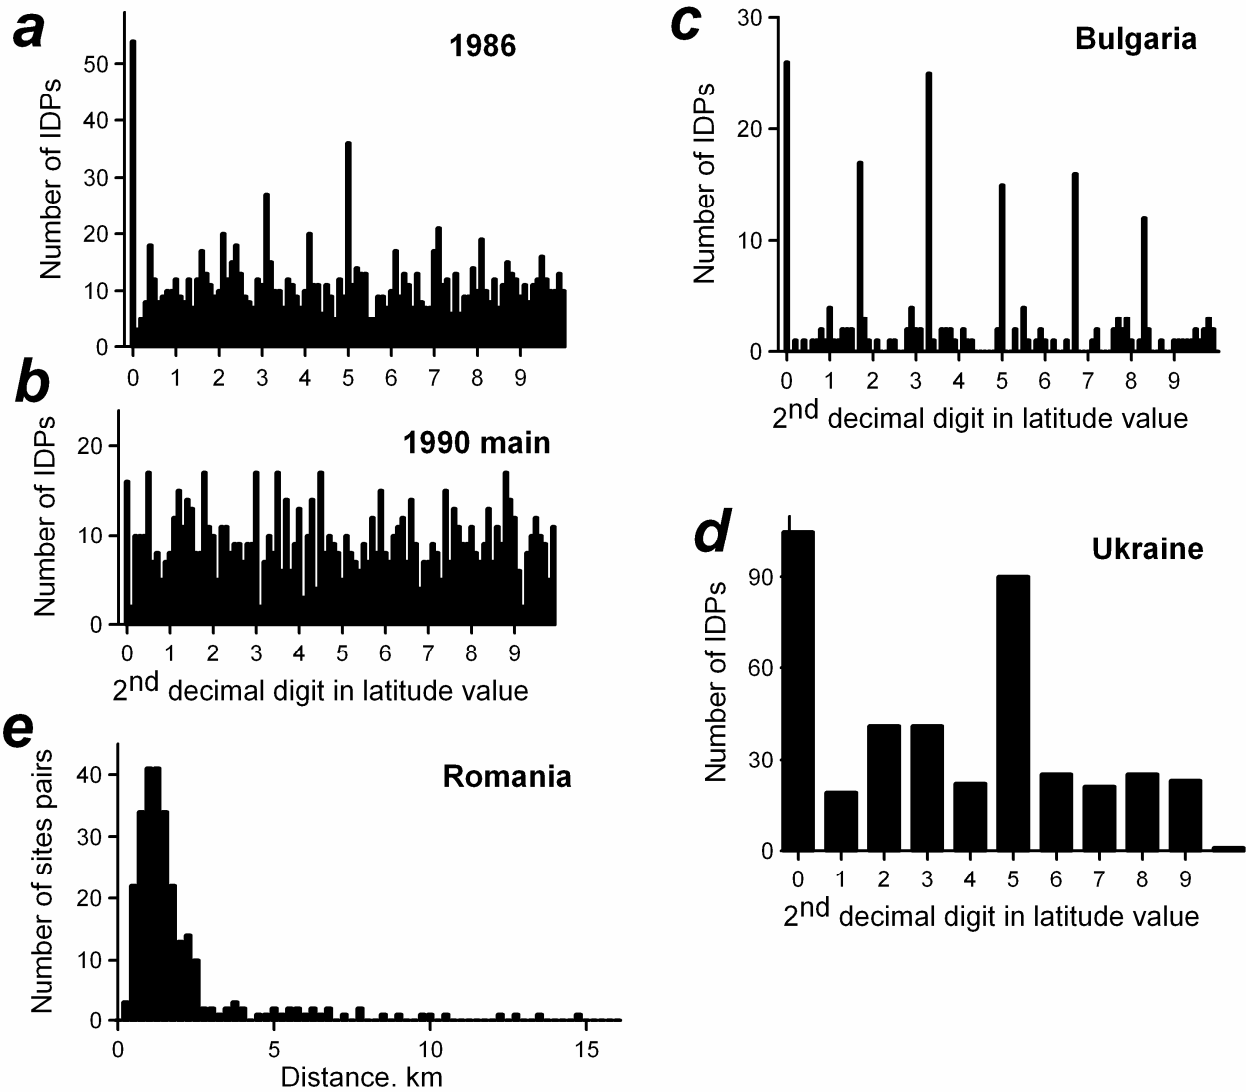 a
1986
Number of IDPs
50
40
30
20
10
0
0 1 2 3 4 5 6 7 8 9
b
1990 main
Number of IDPs
20
10
0
0 1 2 3 4 5 6 7 8 9
2nd decimal digit in latitude value
e
Romania
Number of sites pairs
40
30
20
10
0
0 5 10 15
Distance. km
c
Bulgaria
Number of IDPs
30
20
10
0
0 1 2 3 4 5 6 7 8 9
2nd decimal digit in latitude value
d
Ukraine
Number of IDPs
90
60
30
0
0 1 2 3 4 5 6 7 8 9
2nd decimal digit in latitude value